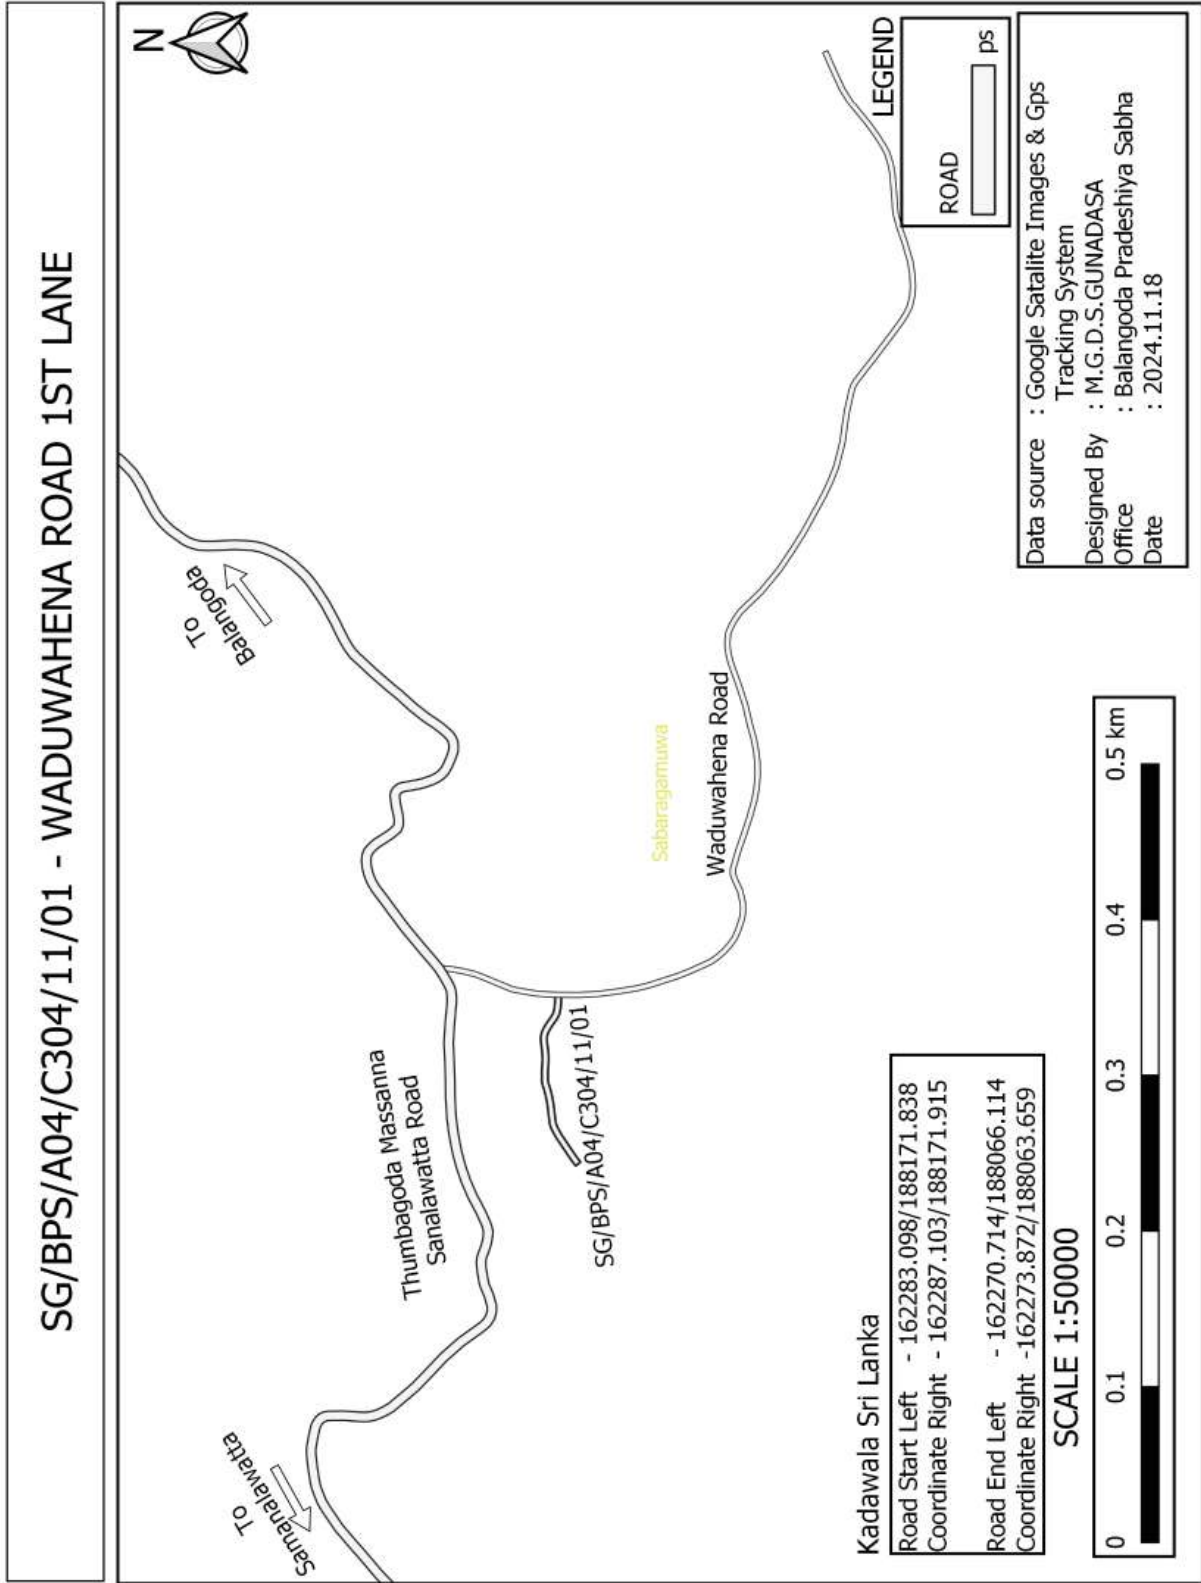 SG/BPS/A04/C304/11/01 - WADUWAHENA ROAD 1ST LANE
N
To
Balangoda
To
Samanalawatta
Thumbagoda Massanna
Sanalawatta Road
SG/BPS/A04/C304/11/01
Sabaragamuwa
Waduwahena Road
Kadawala Sri Lanka
Road Start Left - 162283.098/188171.838
Coordinate Right - 162287.103/188171.915
Road End Left - 162270.714/188066.114
Coordinate Right -162273.872/188063.659
SCALE 1:50000
0 0.1 0.2 0.3 0.4 0.5 km
LEGEND
ROAD
ps
Data source : Google Satalite Images & Gps
Tracking System
Designed By : M.G.D.S.GUNADASA
Office : Balangoda Pradeshiya Sabha
Date : 2024.11.18